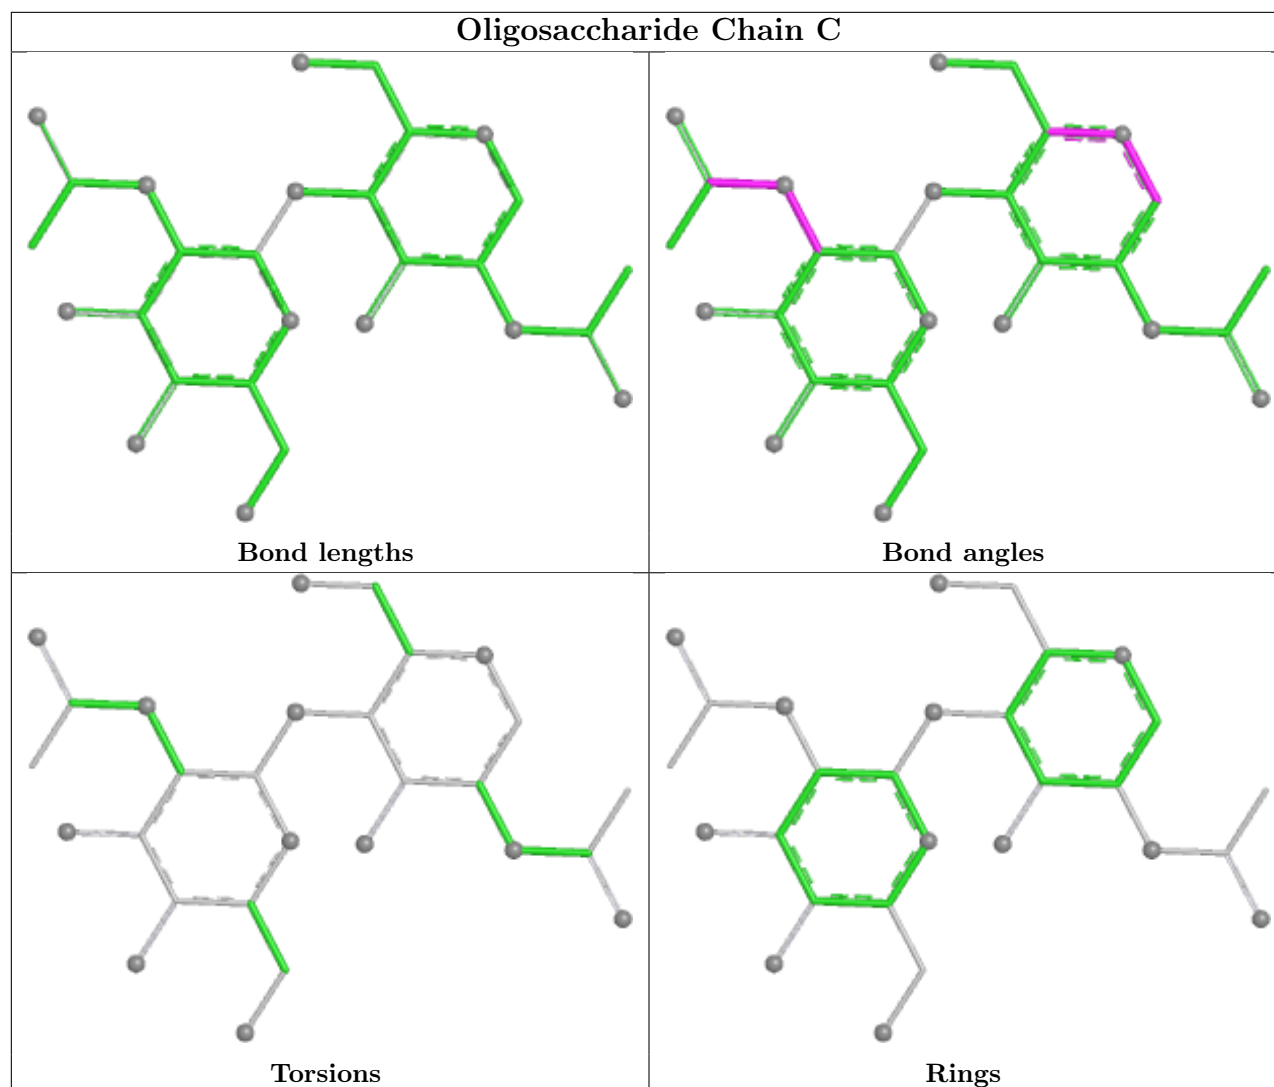 Oligosaccharide Chain C
Bond lengths
Bond angles
Torsions
Rings